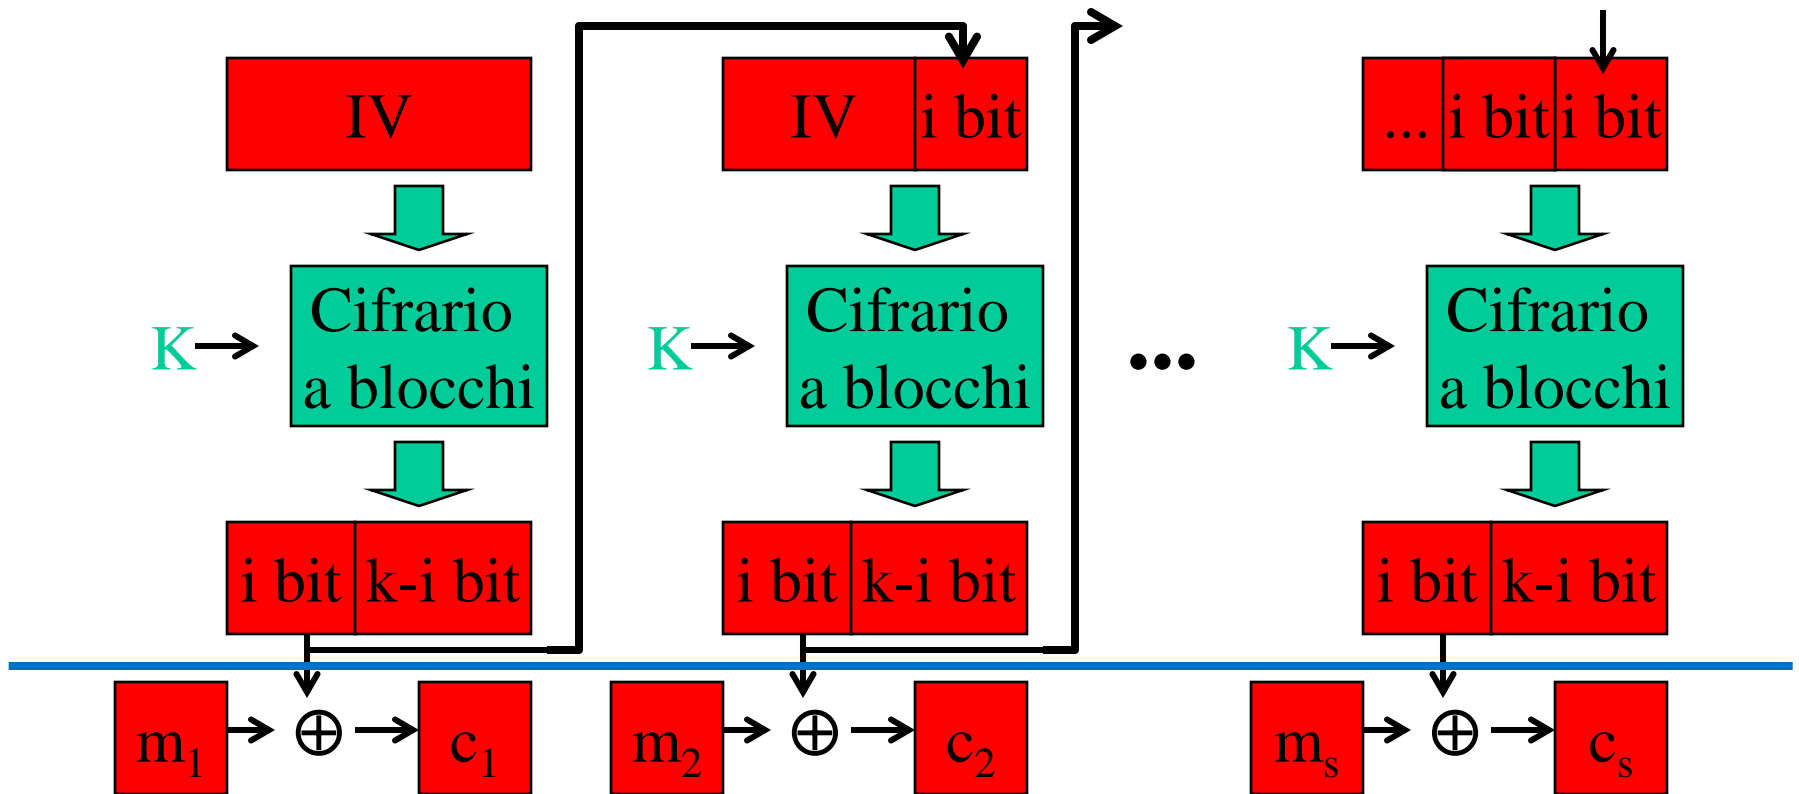 IV
IV i bit
... i bit i bit
K Cifrario
a blocchi
K Cifrario
a blocchi
...
K Cifrario
a blocchi
i bit k-i bit
i bit k-i bit
i bit k-i bit
m₁ ⊕ c₁
m₂ ⊕ c₂
mₛ ⊕ cₛ